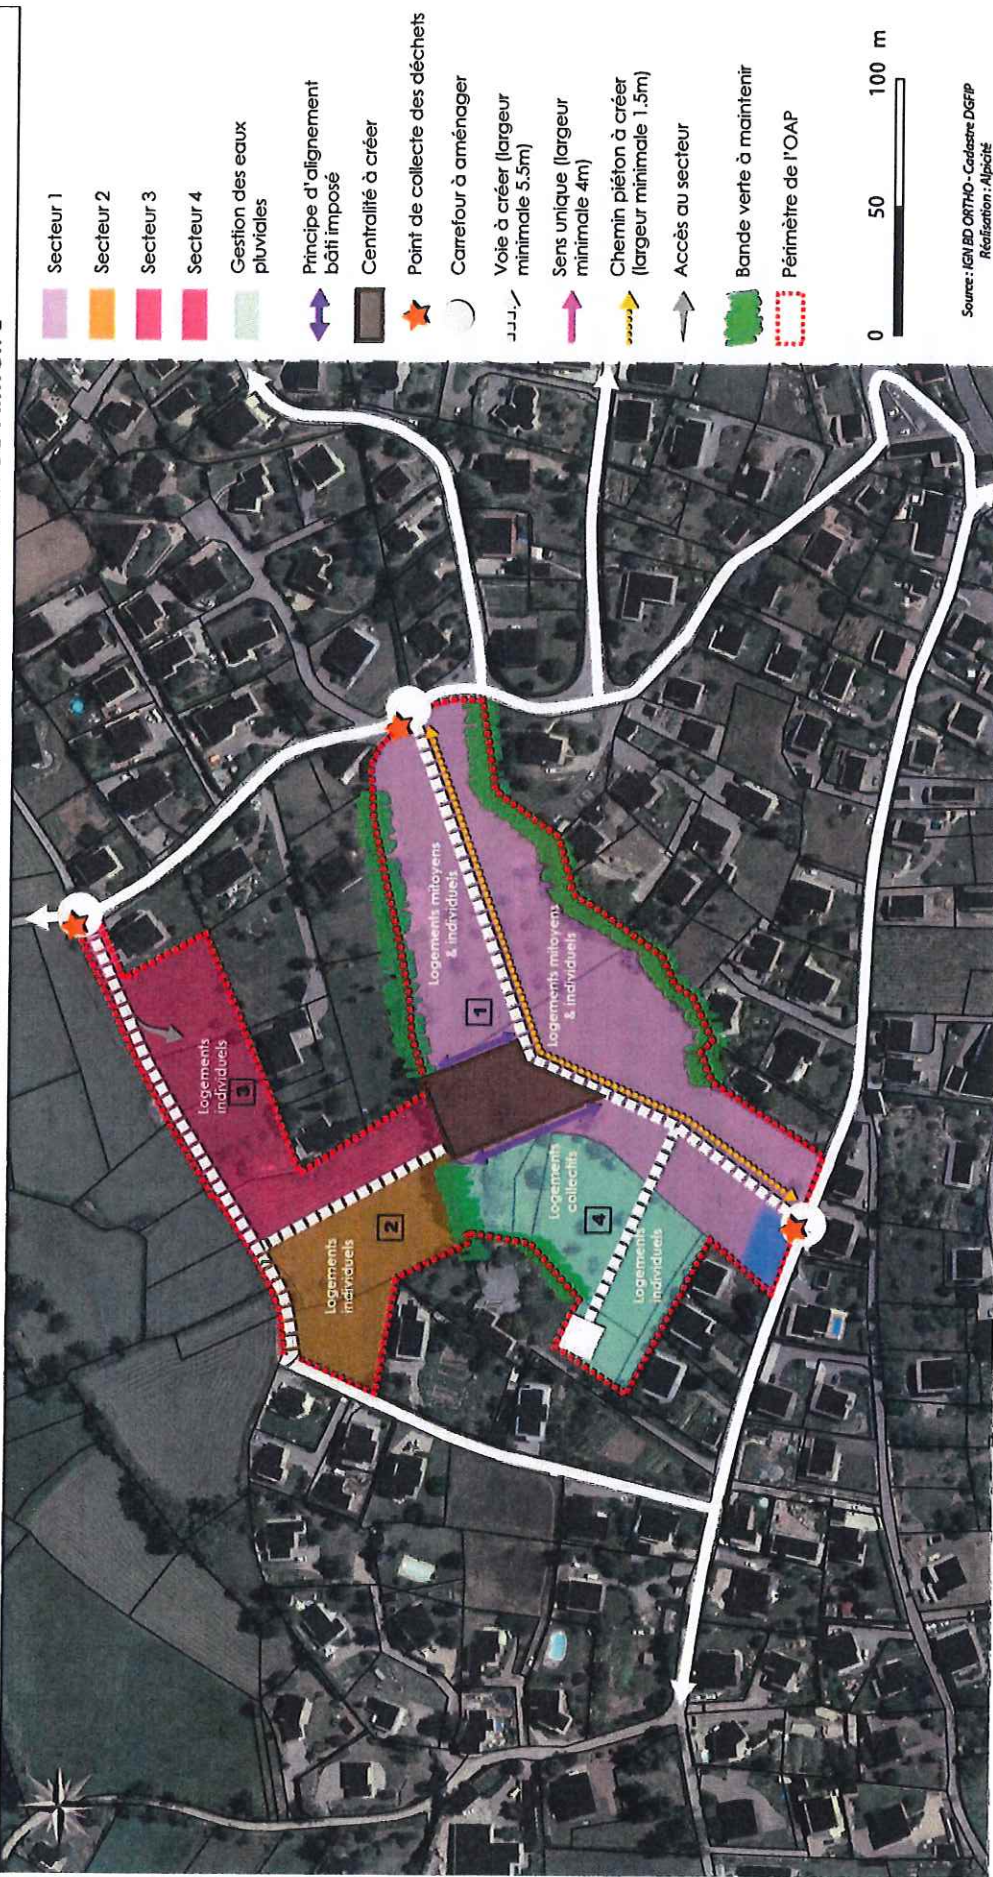 Secteur 1
Secteur 2
Secteur 3
Secteur 4
Gestion des eaux
pluviales
Principe d'alignement
bâti imposé
Centralité à créer
Point de collecte des déchets
Carrefour à aménager
Voie à créer (largeur
minimale 5.5m)
Sens unique (largeur
minimale 4m)
Chemin piéton à créer
(largeur minimale 1.5m)
Accès au secteur
Bande verte à maintenir
Périmètre de l'OAP
0 50 100 m
Source : IGN BD ORTHO - Cadastre DGFIP
Réalisation : Alpicité
Logements
individuels
2
Logements
individuels
3
Logements mitoyens
& individuels
1
Logements mitoyens
& individuels
Logements
collectifs
4
Logements
individuels